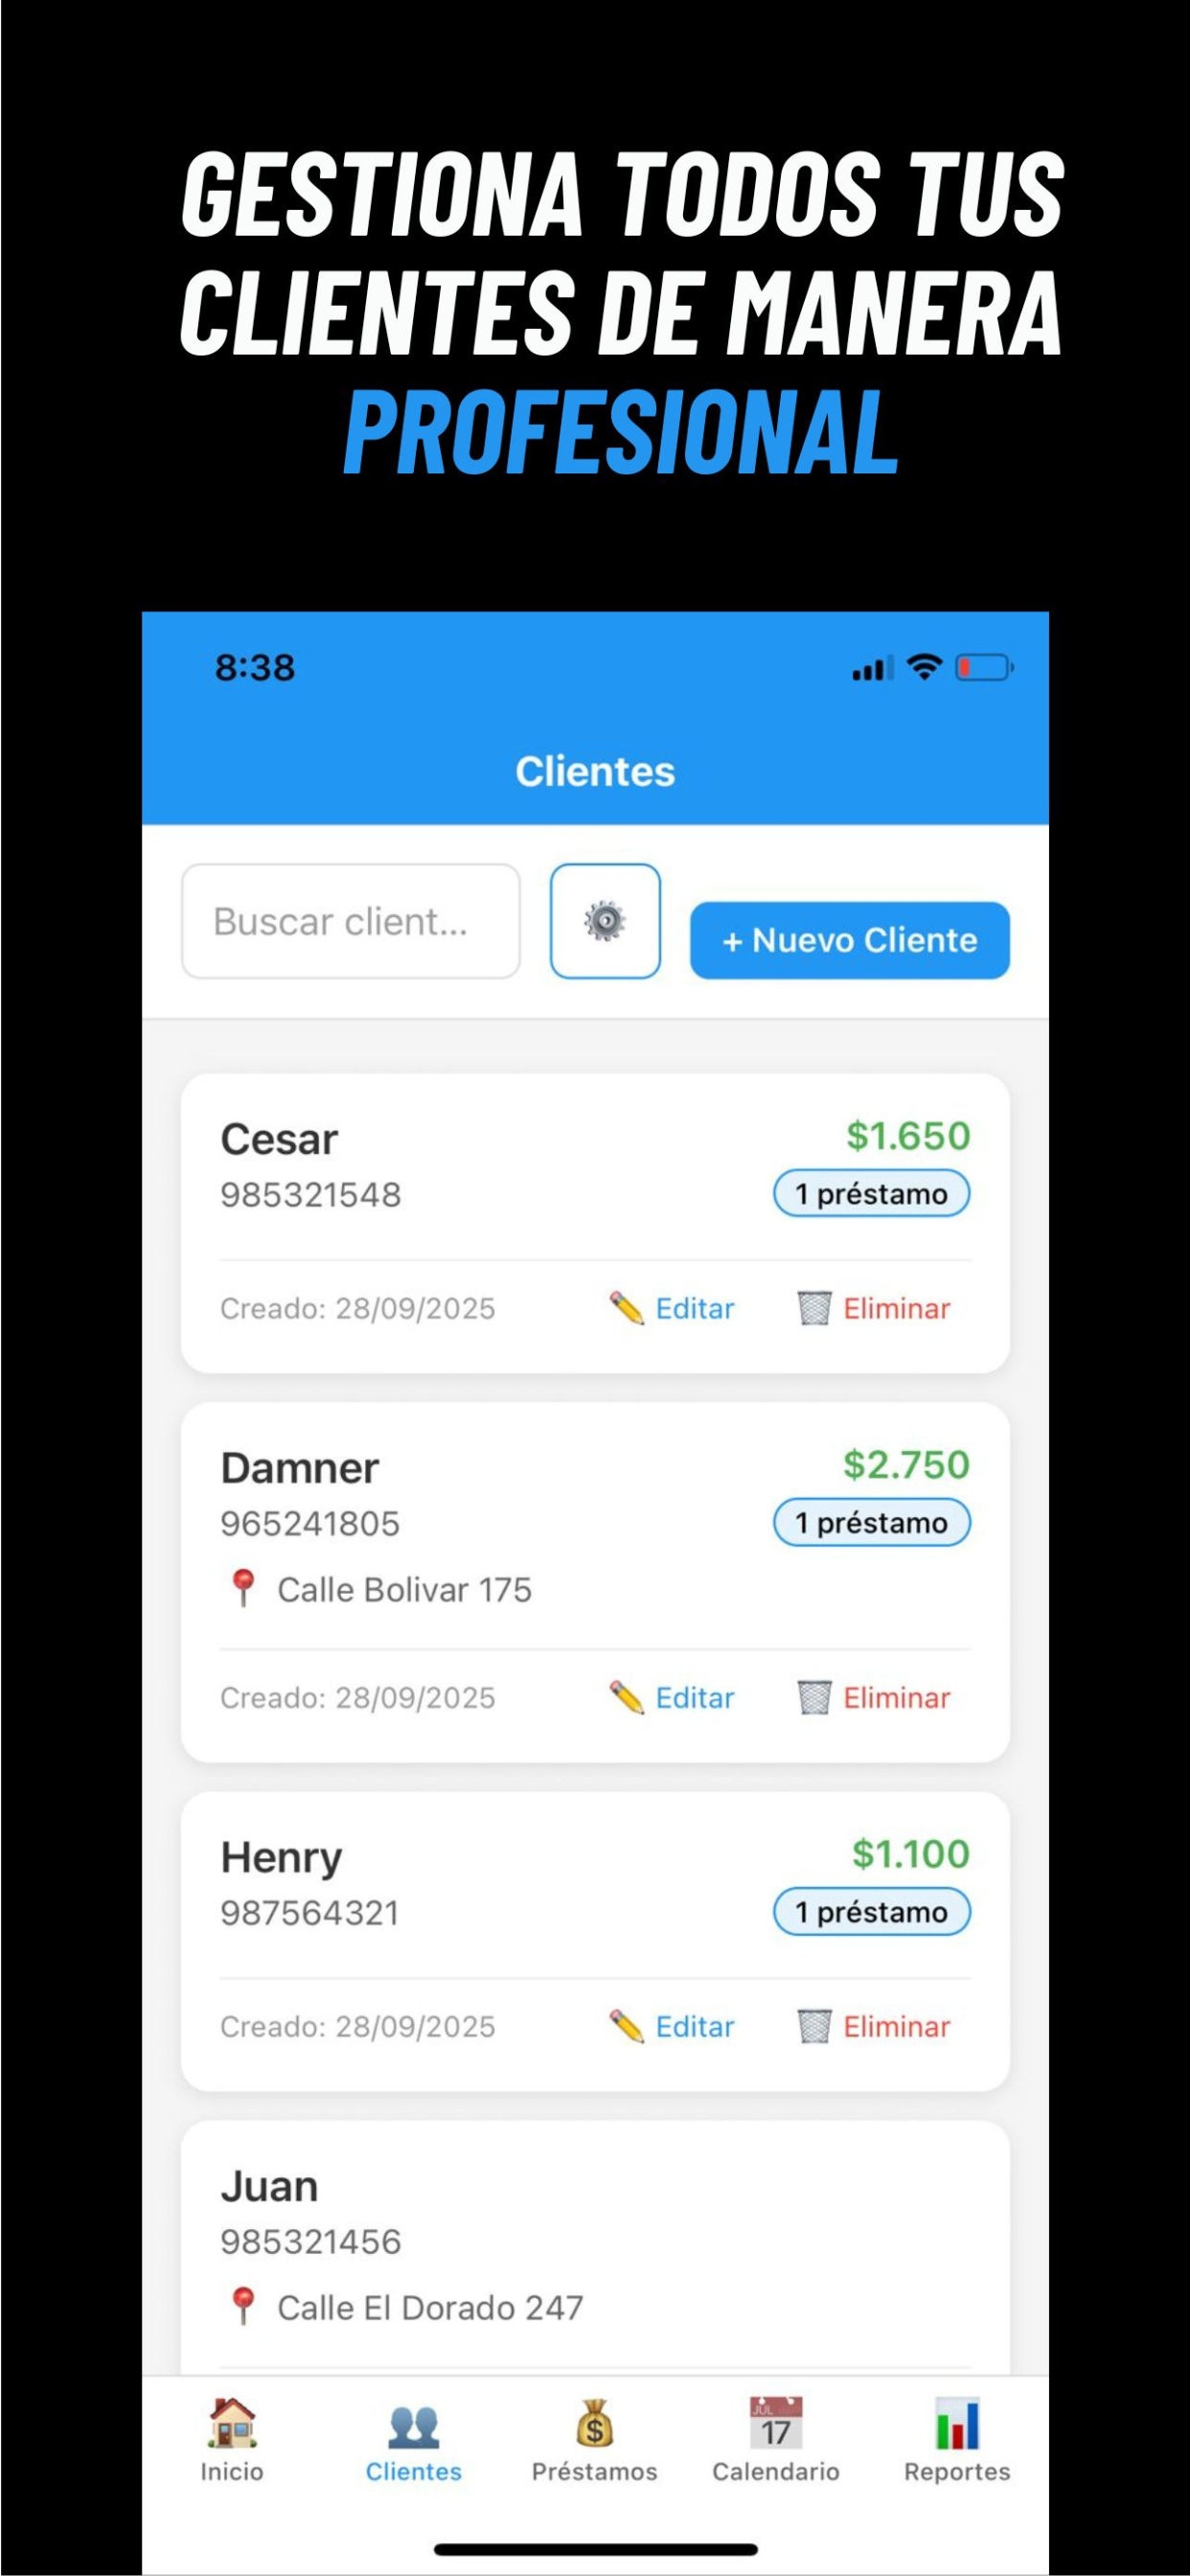 GESTIONA TODOS TUS
CLIENTES DE MANERA
PROFESIONAL
8:38
Clientes
Buscar client...
+ Nuevo Cliente
Cesar
$1.650
985321548
1 préstamo
Creado: 28/09/2025
Editar
Eliminar
Damner
$2.750
965241805
1 préstamo
Calle Bolivar 175
Creado: 28/09/2025
Editar
Eliminar
Henry
$1.100
987564321
1 préstamo
Creado: 28/09/2025
Editar
Eliminar
Juan
985321456
Calle El Dorado 247
$
JUL
17
Inicio
Clientes
Préstamos
Calendario
Reportes